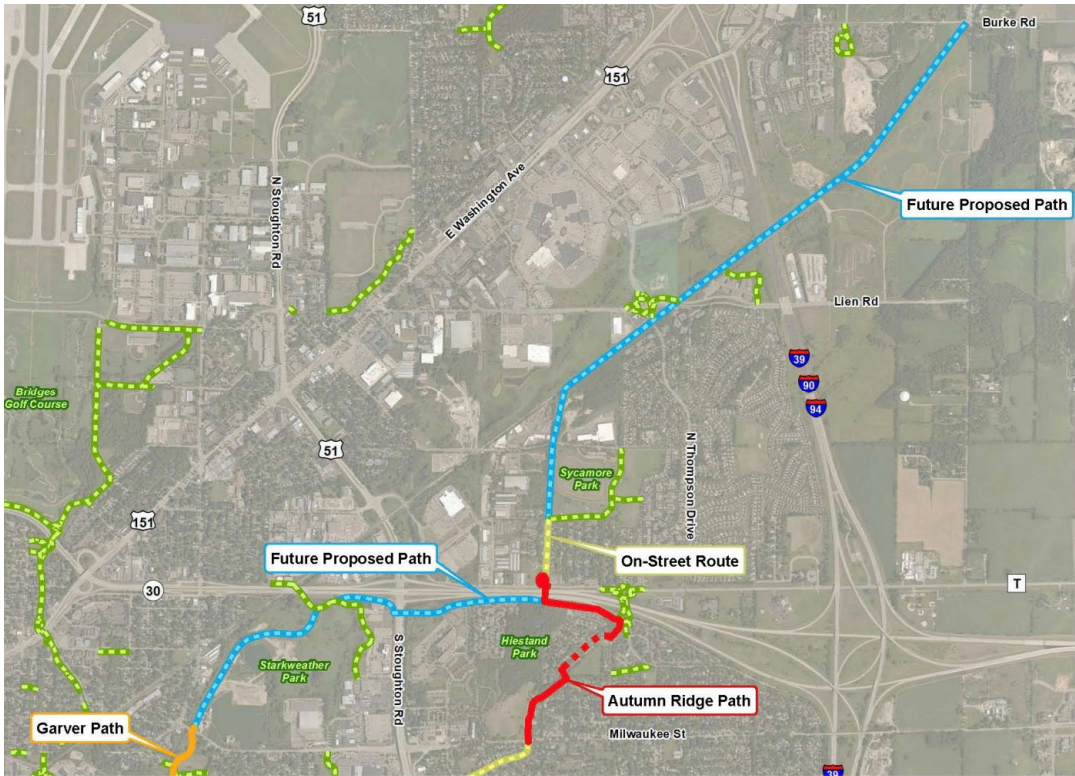 51
Burke Rd
151
N Stoughton Rd
E Washington Ave
Future Proposed Path
Lien Rd
39
90
94
Bridges
Golf Course
51
N Thompson Drive
Sycamore
Park
151
Future Proposed Path
On-Street Route
30
T
Hiestand
Park
S Stoughton Rd
Starkweather
Park
Autumn Ridge Path
Garver Path
Milwaukee St
39